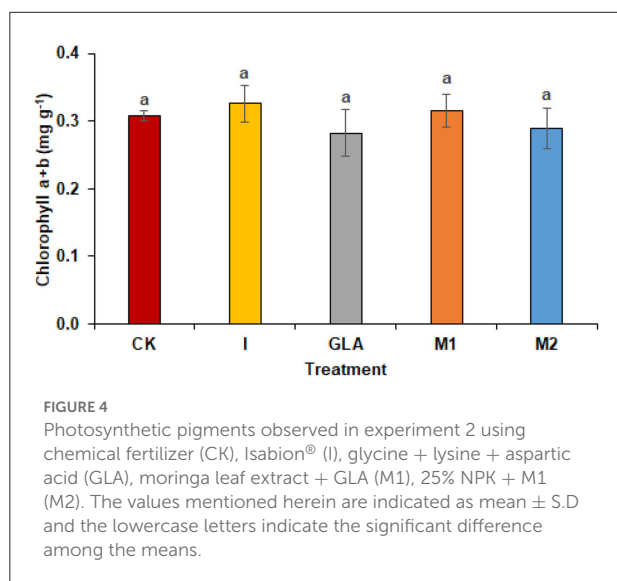 0.4
0.3
0.2
0.1
0.0
Chlorophyll a+b (mg g⁻¹)
a
a
a
a
a
CK
I
GLA
M1
M2
Treatment
FIGURE 4
Photosynthetic pigments observed in experiment 2 using
chemical fertilizer (CK), Isabion® (I), glycine + lysine + aspartic
acid (GLA), moringa leaf extract + GLA (M1), 25% NPK + M1
(M2). The values mentioned herein are indicated as mean ± S.D
and the lowercase letters indicate the significant difference
among the means.